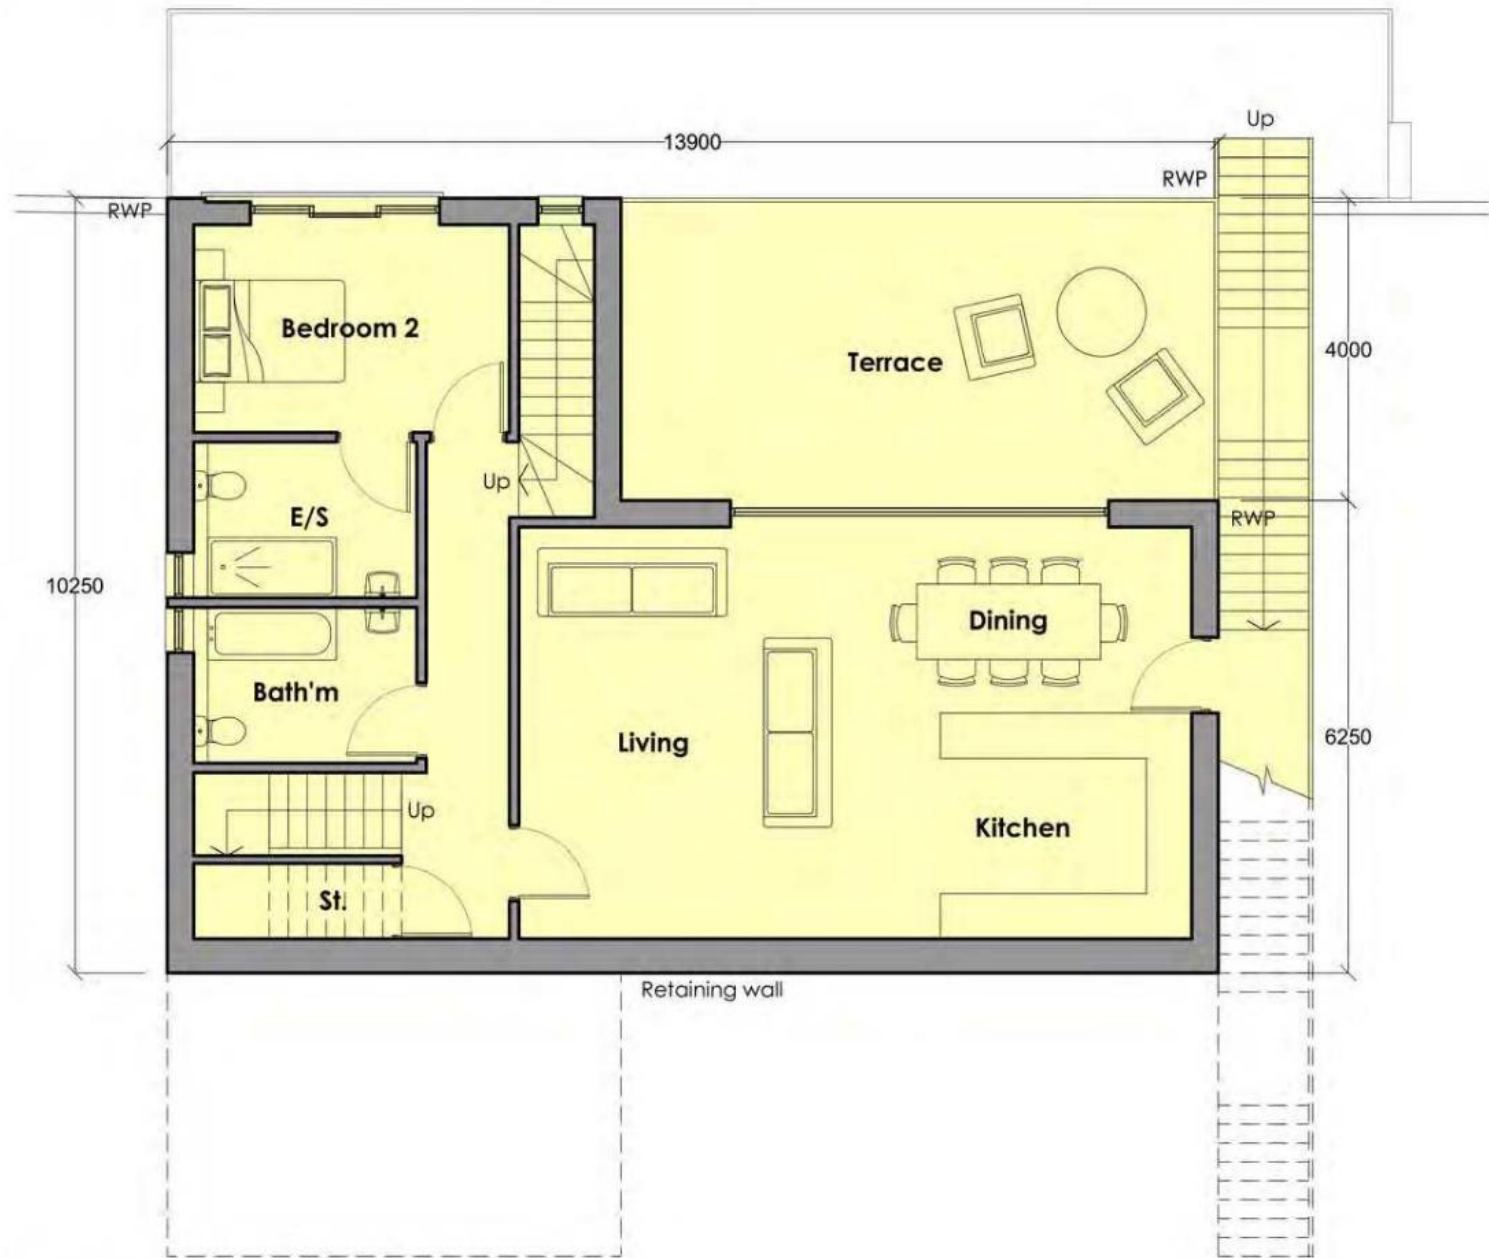 Up
13900
RWP
RWP
Bedroom 2
Terrace
4000
Up
E/S
RWP
10250
Dining
Bath'm
Living
6250
Up
Kitchen
St.
Retaining wall